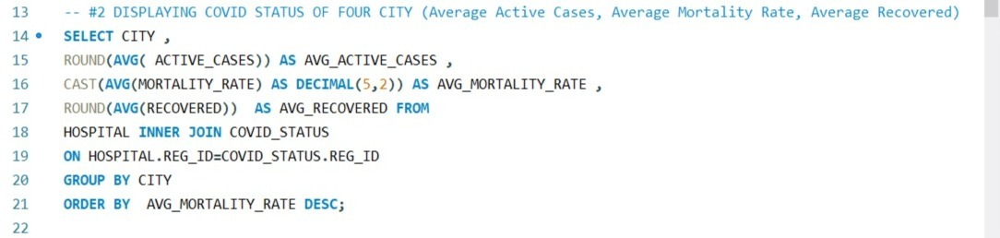 13 -- #2 DISPLAYING COVID STATUS OF FOUR CITY (Average Active Cases, Average Mortality Rate, Average Recovered)
14 SELECT CITY ,
15 ROUND(AVG( ACTIVE_CASES)) AS AVG_ACTIVE_CASES ,
16 CAST(AVG(MORTALITY_RATE) AS DECIMAL(5,2)) AS AVG_MORTALITY_RATE ,
17 ROUND(AVG(RECOVERED))  AS AVG_RECOVERED FROM
18 HOSPITAL INNER JOIN COVID_STATUS
19 ON HOSPITAL.REG_ID=COVID_STATUS.REG_ID
20 GROUP BY CITY
21 ORDER BY  AVG_MORTALITY_RATE DESC;
22